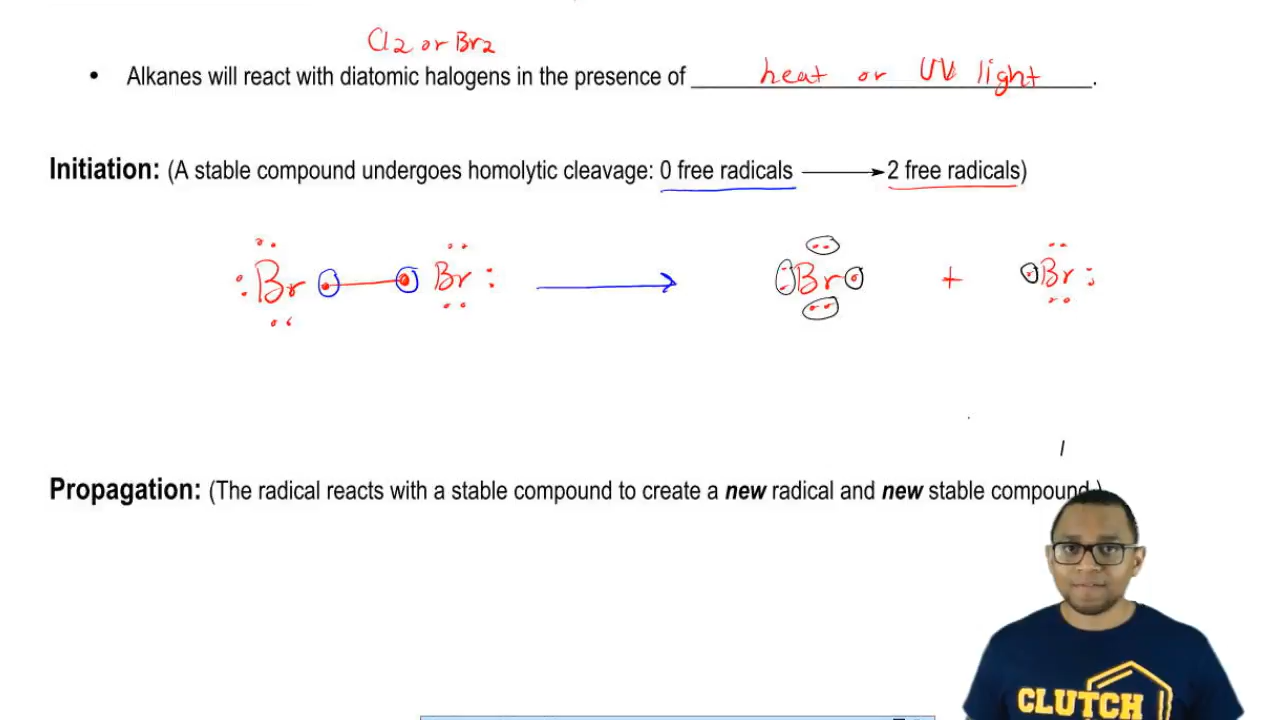 Cl2 or Br2
• Alkanes will react with diatomic halogens in the presence of heat or UV light.
Initiation: (A stable compound undergoes homolytic cleavage: 0 free radicals → 2 free radicals)
Br Br → Br + Br
Propagation: (The radical reacts with a stable compound to create a new radical and new stable compound.)
CLUTCH